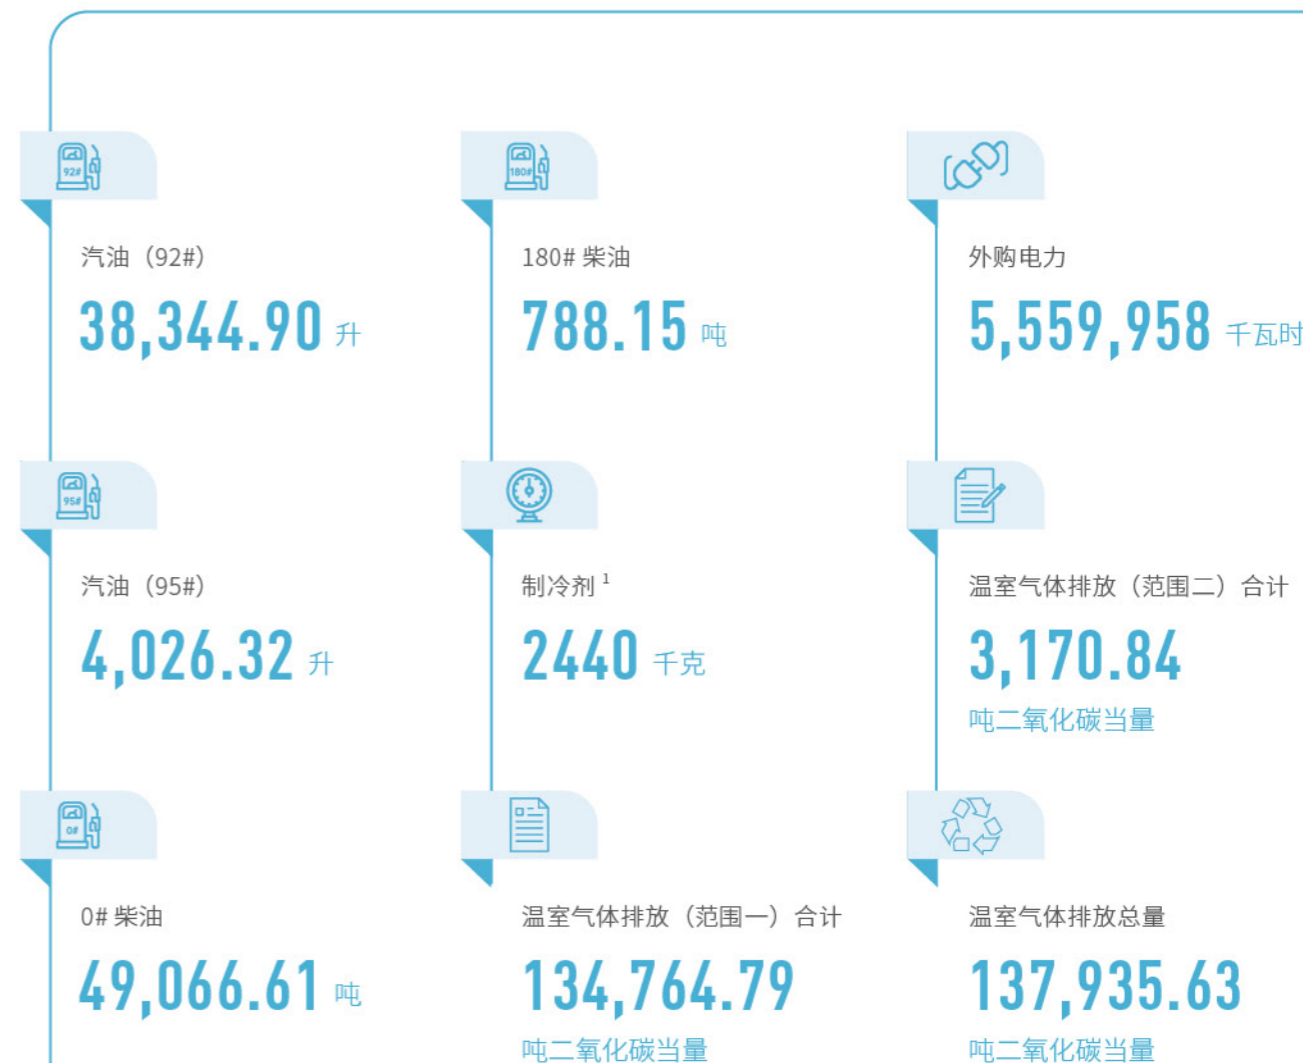 92#
汽油（92#）
38,344.90 升
95#
汽油（95#）
4,026.32 升
0#
0# 柴油
49,066.61 吨
180#
180# 柴油
788.15 吨
制冷剂 1
2440 千克
温室气体排放（范围一）合计
134,764.79
吨二氧化碳当量
外购电力
5,559,958 千瓦时
温室气体排放（范围二）合计
3,170.84
吨二氧化碳当量
温室气体排放总量
137,935.63
吨二氧化碳当量